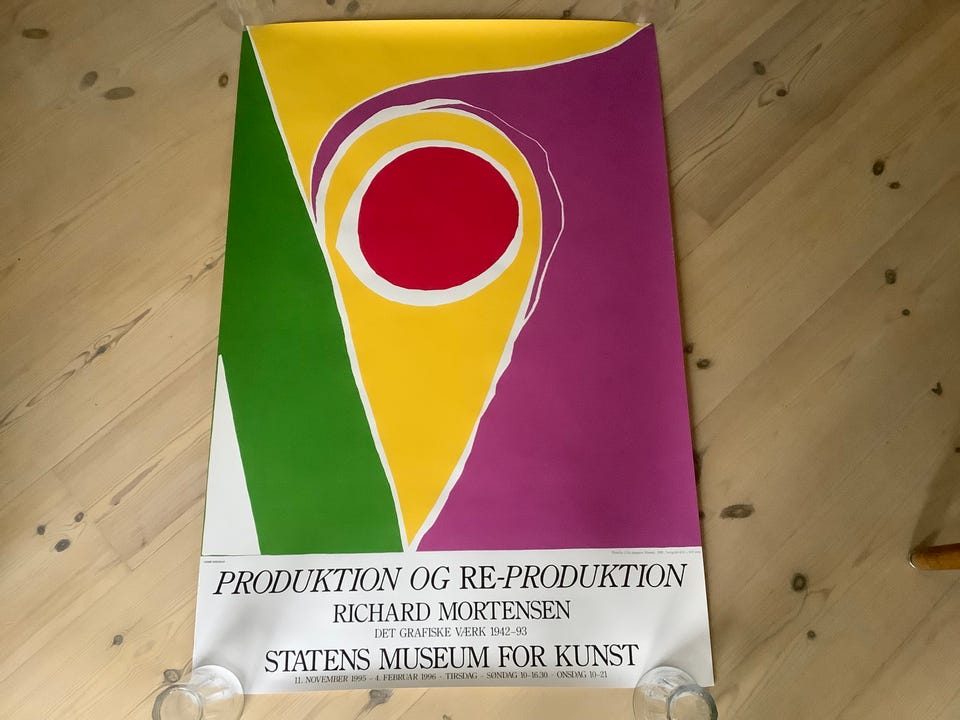 PRODUKTION OG RE-PRODUKTION
RICHARD MORTENSEN
DET GRAFISKE VÆRK 1942–93
STATENS MUSEUM FOR KUNST
11. NOVEMBER 1995 - 4. FEBRUAR 1996 - TIRSDAG - SØNDAG 10-16.30 - ONSDAG 10-21